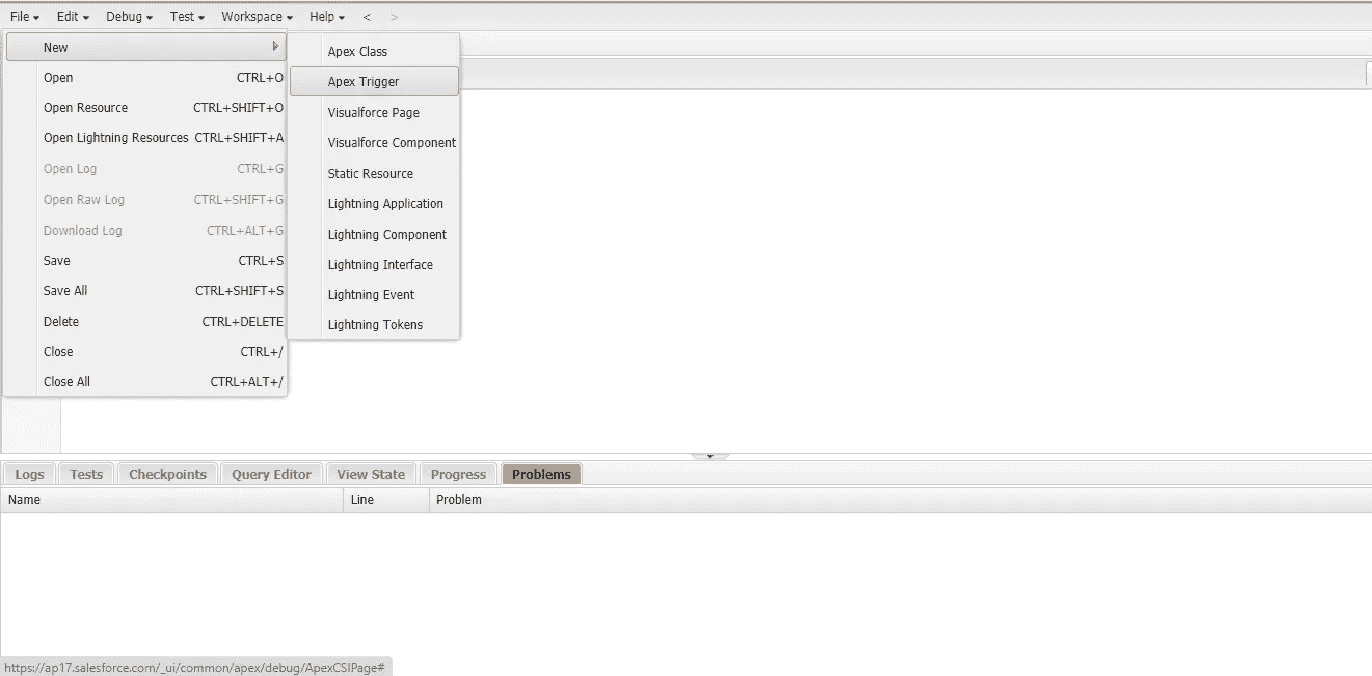 File Edit Debug Test Workspace Help < >
New
Open CTRL+O
Open Resource CTRL+SHIFT+O
Open Lightning Resources CTRL+SHIFT+A
Open Log CTRL+G
Open Raw Log CTRL+SHIFT+G
Download Log CTRL+ALT+G
Save CTRL+S
Save All CTRL+SHIFT+S
Delete CTRL+DELETE
Close CTRL+/
Close All CTRL+ALT+/
Apex Class
Apex Trigger
Visualforce Page
Visualforce Component
Static Resource
Lightning Application
Lightning Component
Lightning Interface
Lightning Event
Lightning Tokens
Logs Tests Checkpoints Query Editor View State Progress Problems
Name Line Problem
https://ap17.salesforce.com/_ui/common/apex/debug/ApexCSIPage#